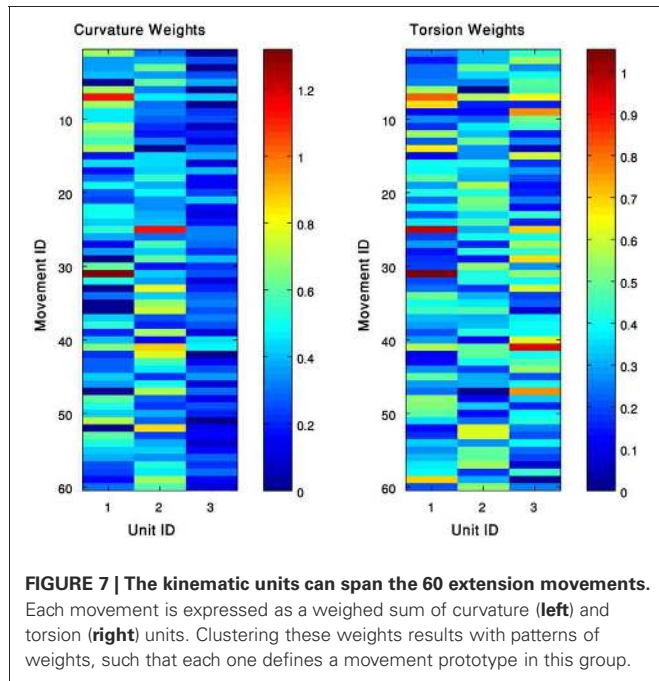 Curvature Weights
10
20
30
40
50
60
Movement ID
1 2 3
Unit ID
1.2
1
0.8
0.6
0.4
0.2
0
Torsion Weights
10
20
30
40
50
60
Movement ID
1 2 3
Unit ID
1
0.9
0.8
0.7
0.6
0.5
0.4
0.3
0.2
0.1
0
FIGURE 7 | The kinematic units can span the 60 extension movements.
Each movement is expressed as a weighed sum of curvature (left) and
torsion (right) units. Clustering these weights results with patterns of
weights, such that each one defines a movement prototype in this group.